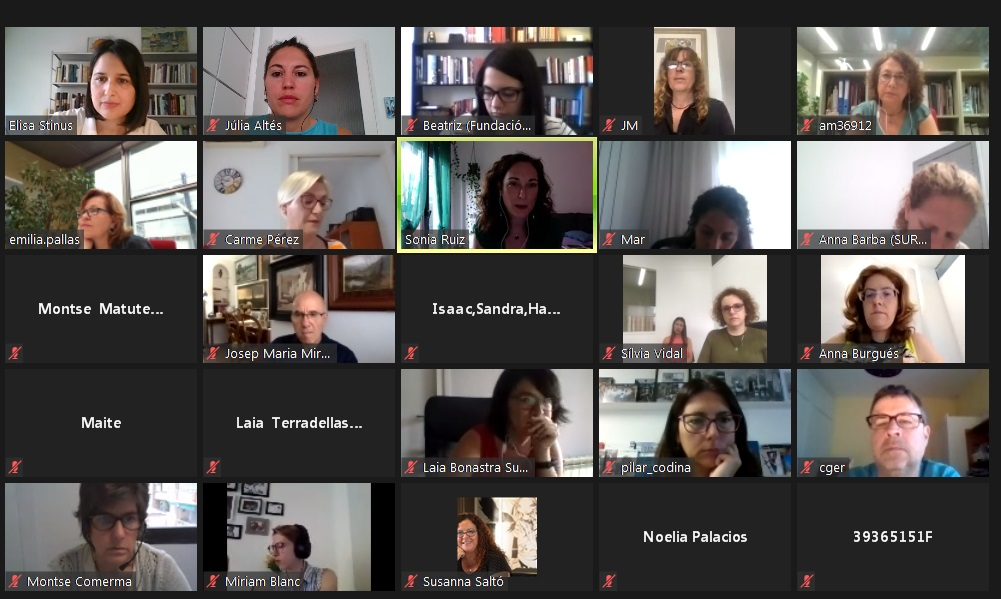 Elisa Stinus
Júlia Altés
Beatriz (Fundació...
JM
am36912
emilia.pallas
Carme Pérez
Sonia Ruiz
Mar
Anna Barba (SUR...
Montse Matute...
Josep Maria Mir...
Isaac,Sandra,Ha...
Sílvia Vidal
Anna Burgués
Maite
Laia Terradellas...
Laia Bonastra Su...
pilar_codina
cger
Montse Comerma
Miriam Blanc
Susanna Saltó
Noelia Palacios
39365151F